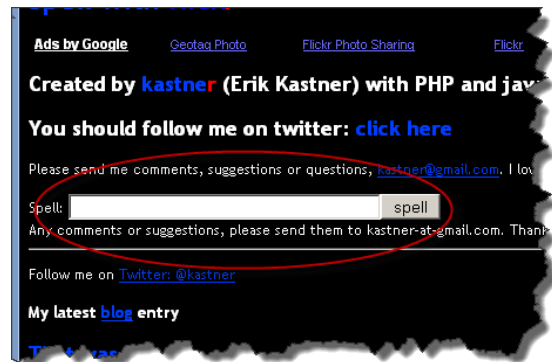 Ads by Google Geotag Photo Flickr Photo Sharing Flickr
Created by kastner (Erik Kastner) with PHP and jav
You should follow me on twitter: click here
Please send me comments, suggestions or questions, kastner@gmail.com. I lov
Spell: spell
Any comments or suggestions, please send them to kastner-at-gmail.com. Thank
Follow me on Twitter: @kastner
My latest blog entry